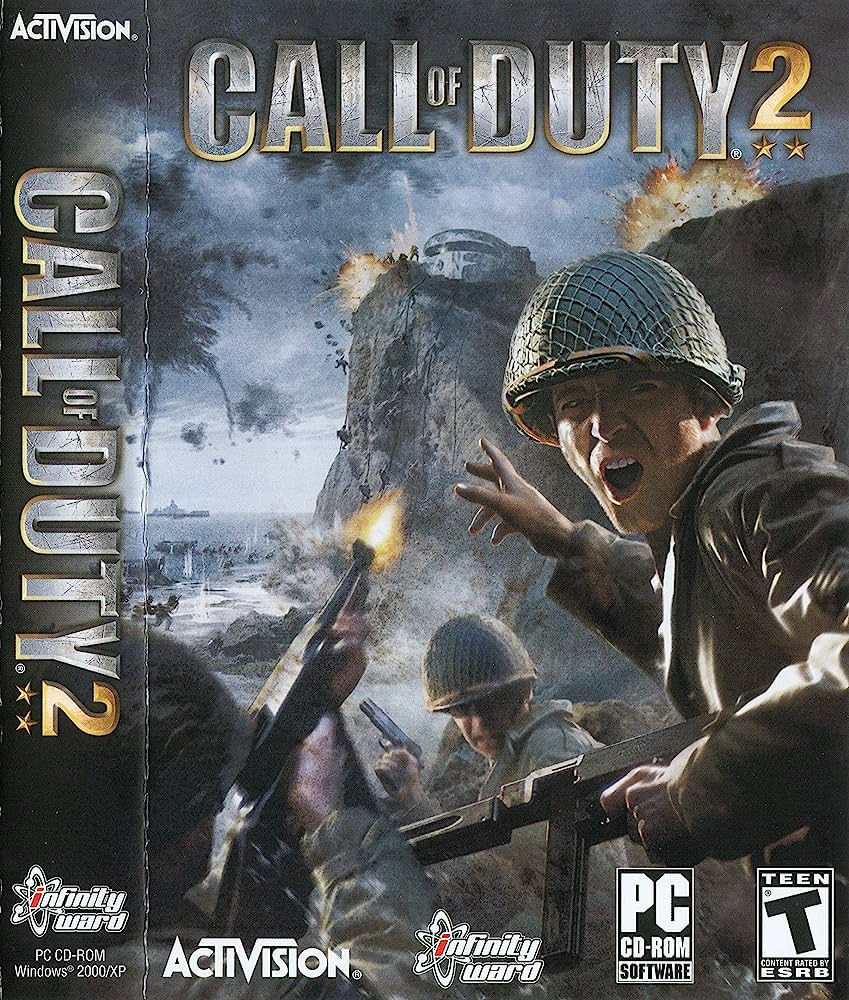 ACTIVISION®
CALL OF DUTY® 2
CALL OF DUTY® 2
infinity
ward
PC CD-ROM
Windows® 2000/XP
ACTIVISION®
infinity
ward
PC
CD-ROM
SOFTWARE
TEEN
T
®
CONTENT RATED BY
ESRB